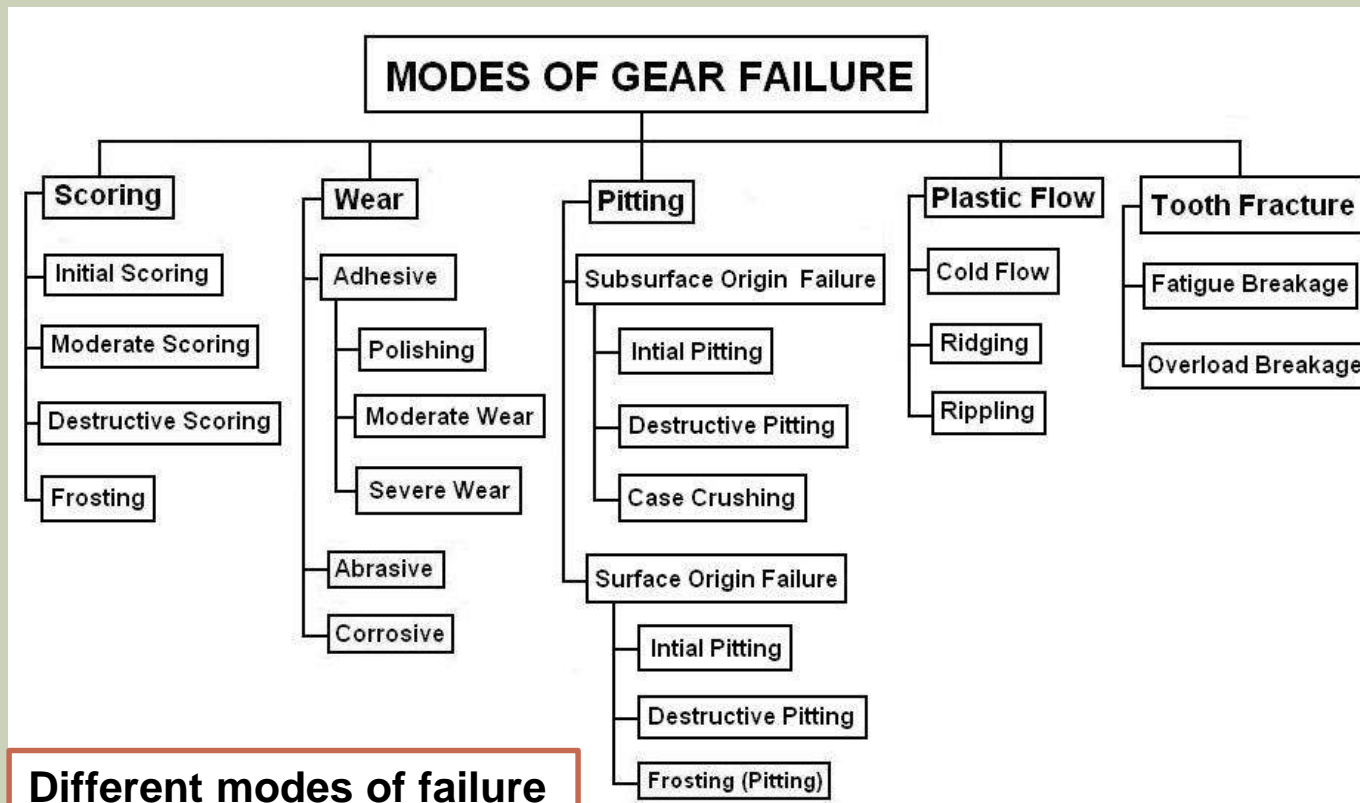 MODES OF GEAR FAILURE
Scoring
Initial Scoring
Moderate Scoring
Destructive Scoring
Frosting
Wear
Adhesive
Polishing
Moderate Wear
Severe Wear
Abrasive
Corrosive
Pitting
Subsurface Origin Failure
Intial Pitting
Destructive Pitting
Case Crushing
Surface Origin Failure
Intial Pitting
Destructive Pitting
Frosting (Pitting)
Plastic Flow
Cold Flow
Ridging
Rippling
Tooth Fracture
Fatigue Breakage
Overload Breakage
Different modes of failure